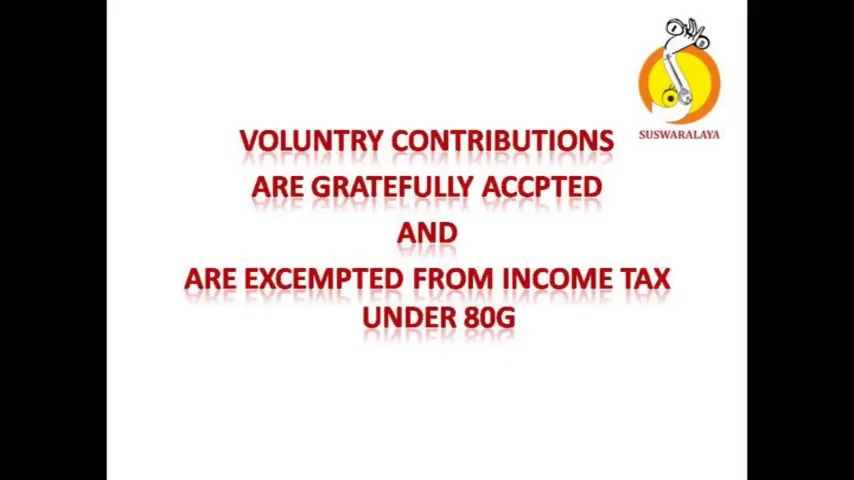 SUSWARALAYA
VOLUNTRY CONTRIBUTIONS
ARE GRATEFULLY ACCPTED
AND
ARE EXCEMPTED FROM INCOME TAX
UNDER 80G